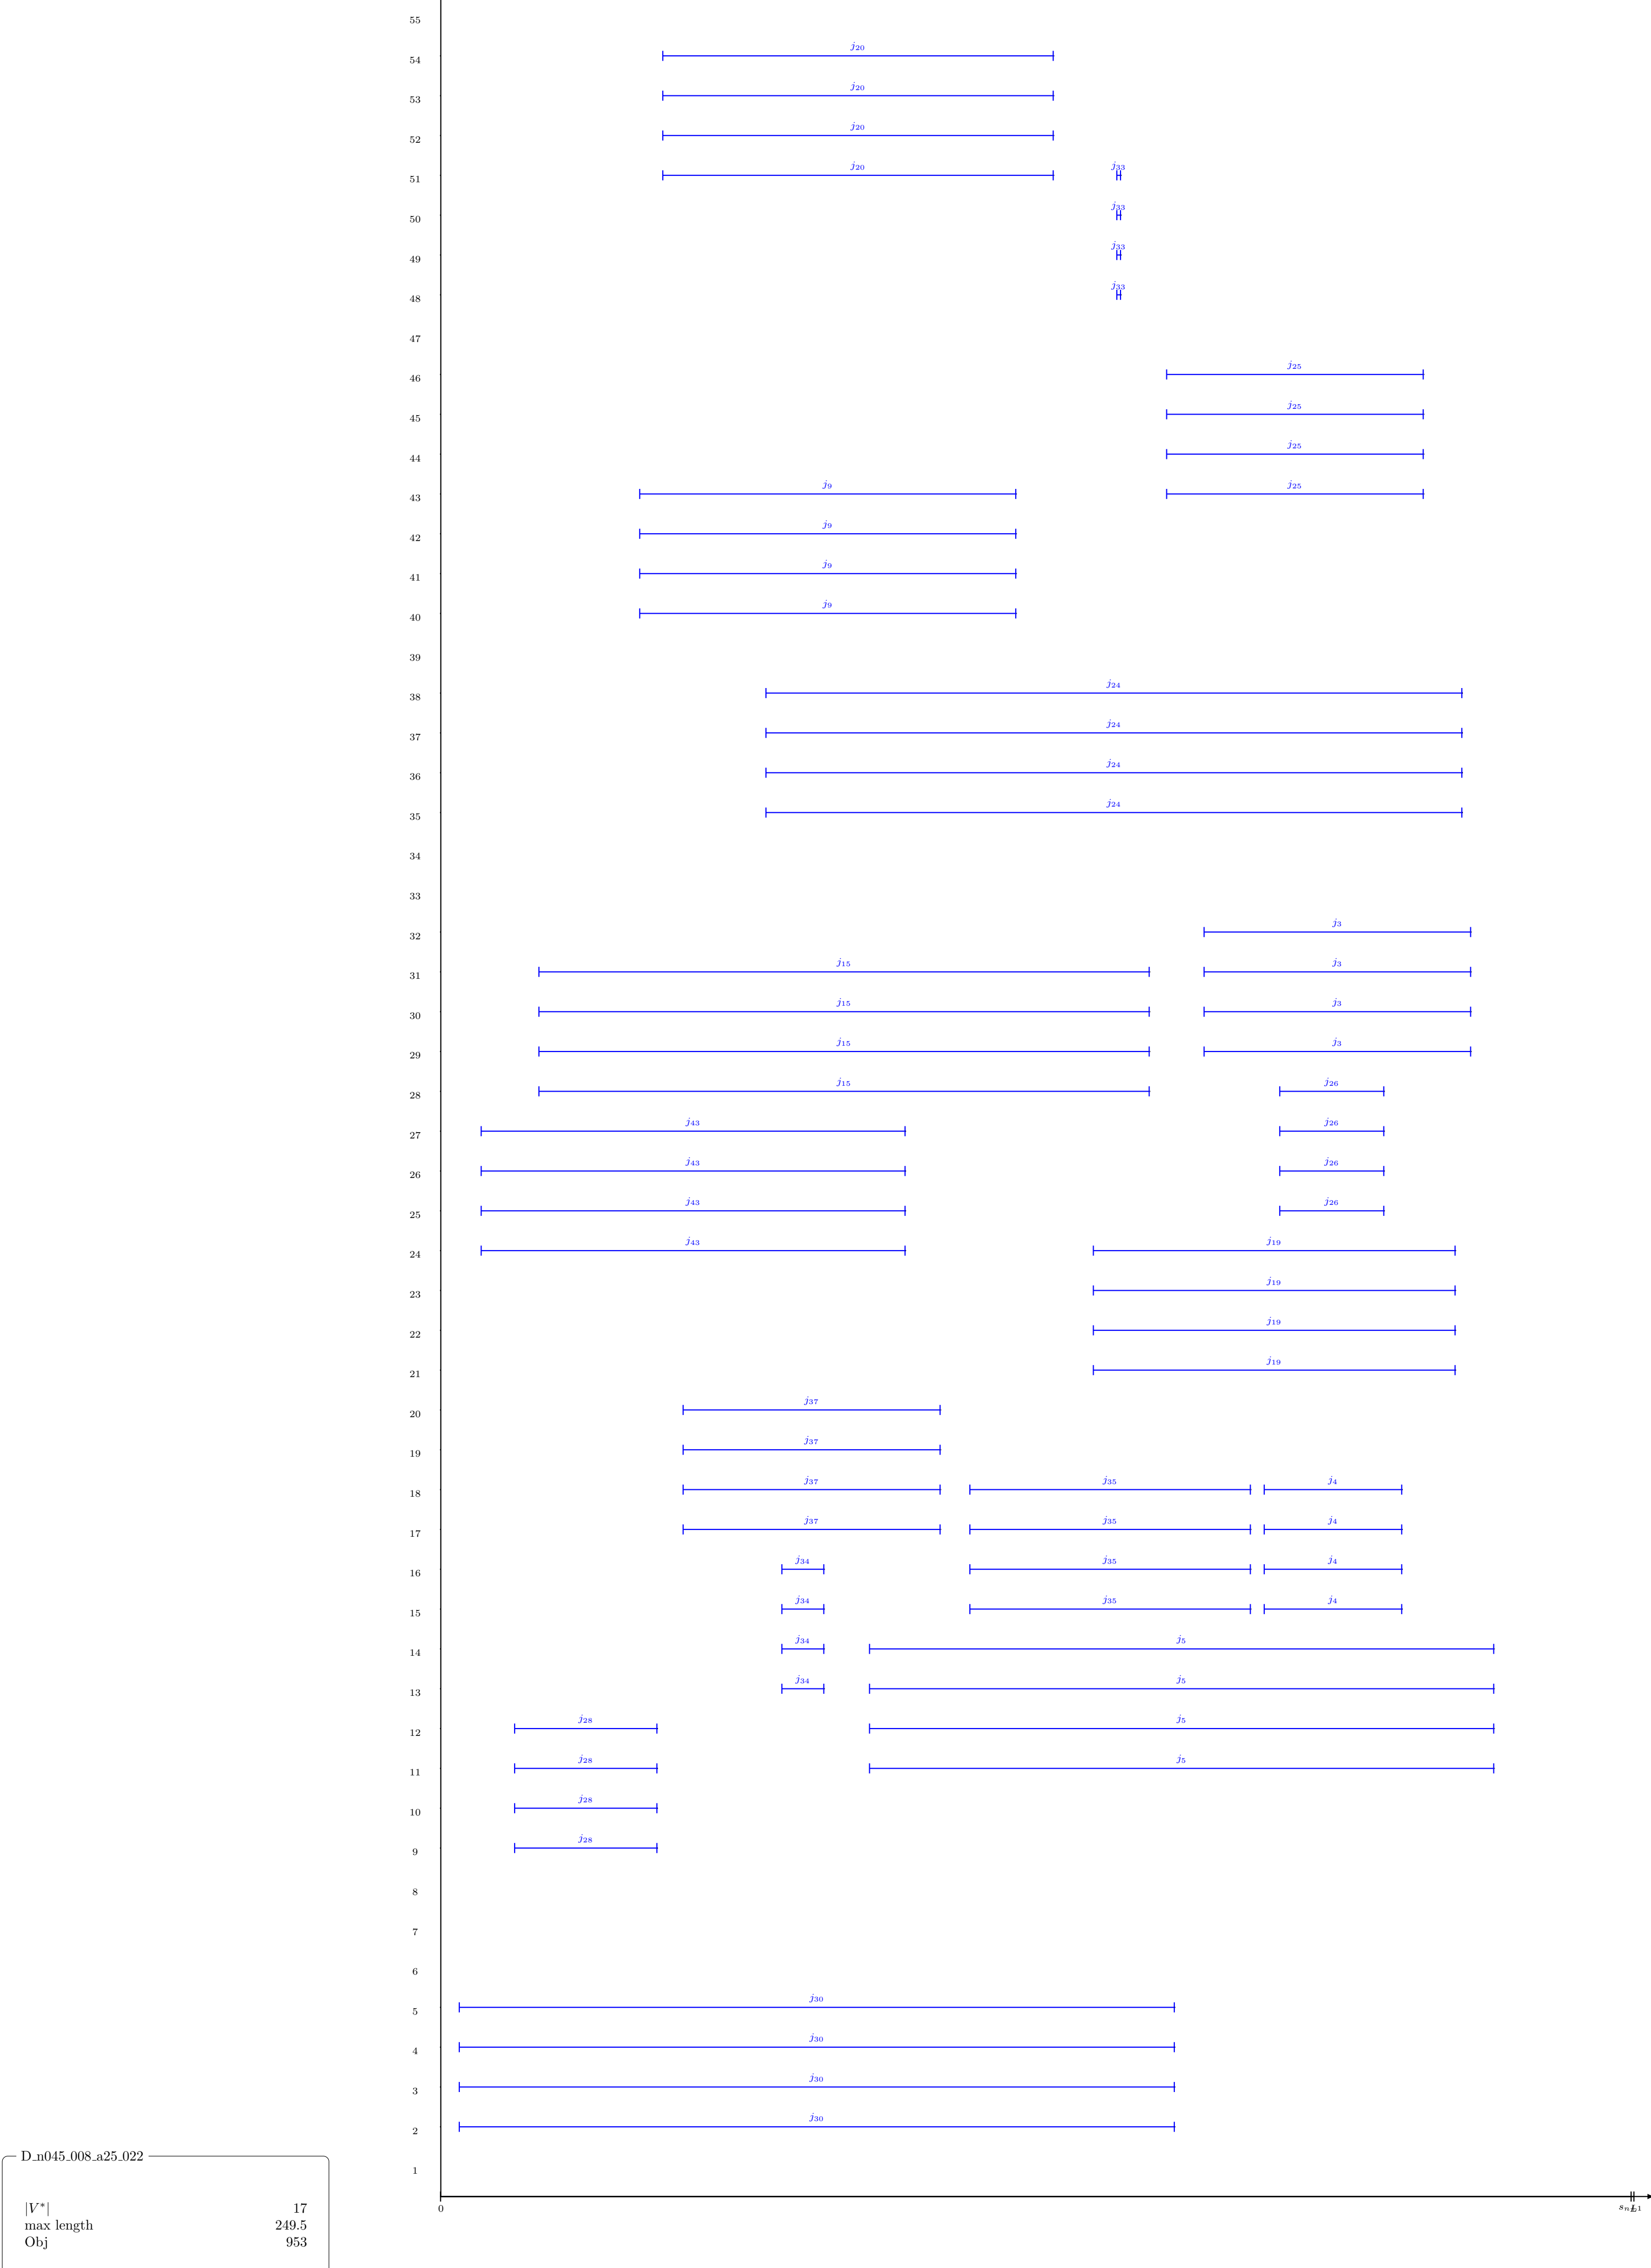 55
j20
54
j20
53
j20
52
j20 j33
51
j33
50
j33
49
j33
48
47
j25
46
j25
45
j25
44
j9 j25
43
j9
42
j9
41
j9
40
39
j24
38
j24
37
j24
36
j24
35
34
33
j3
32
j15 j3
31
j15 j3
30
j15 j3
29
j15 j26
28
j43 j26
27
j43 j26
26
j43 j26
25
j43 j19
24
j19
23
j19
22
j19
21
j37
20
j37
19
j37 j35 j4
18
j37 j35 j4
17
j34 j35 j4
16
j34 j35 j4
15
j34 j5
14
j34 j5
13
j28 j5
12
j28 j5
11
j28
10
j28
9
8
7
6
j30
5
j30
4
j30
3
j30
2
D_n045_008_a25_022
1
|V*| 17
0
max length 249.5
Obj 953